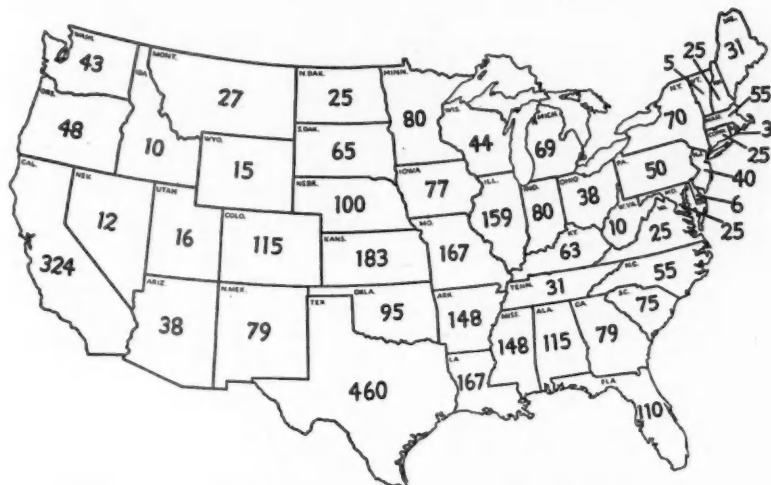 WASH.
43
MONT.
27
N.DAK.
25
MINN.
80
ME.
31
25
5
VT.
N.Y.
70
55
3
25
ORE.
48
IDA.
10
WYO.
15
S.DAK.
65
WIS.
44
MICH.
69
PA.
50
N.J.
40
6
25
CAL.
324
NEV.
12
UTAH
16
COLO.
115
NEBR.
100
IOWA
77
ILL.
159
IND.
80
OHIO
38
W.VA.
10
VA.
25
MD.
KANS.
183
MO.
167
KY.
63
ARIZ.
38
N.MEX.
79
TEX.
460
OKLA.
95
ARK.
148
TENN.
31
N.C.
55
S.C.
75
MISS.
148
ALA.
115
GA.
79
LA.
167
FLA.
110